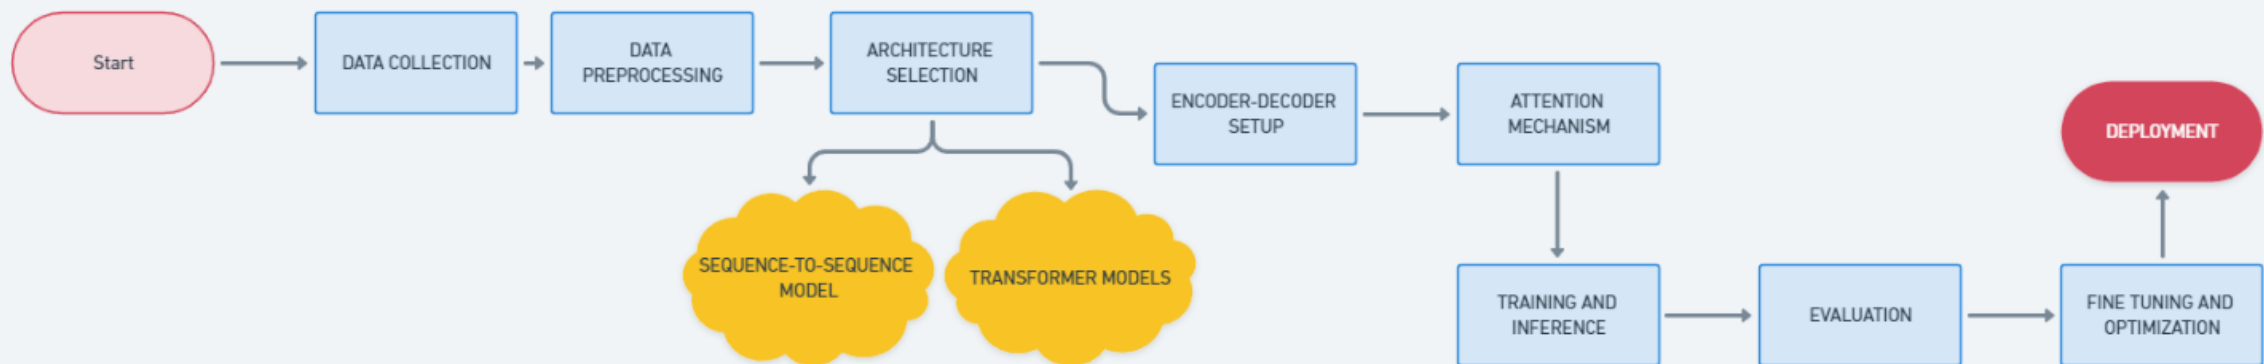 Start
DATA COLLECTION
DATA
PREPROCESSING
ARCHITECTURE
SELECTION
SEQUENCE-TO-SEQUENCE
MODEL
TRANSFORMER MODELS
ENCODER-DECODER
SETUP
ATTENTION
MECHANISM
TRAINING AND
INFERENCE
EVALUATION
FINE TUNING AND
OPTIMIZATION
DEPLOYMENT